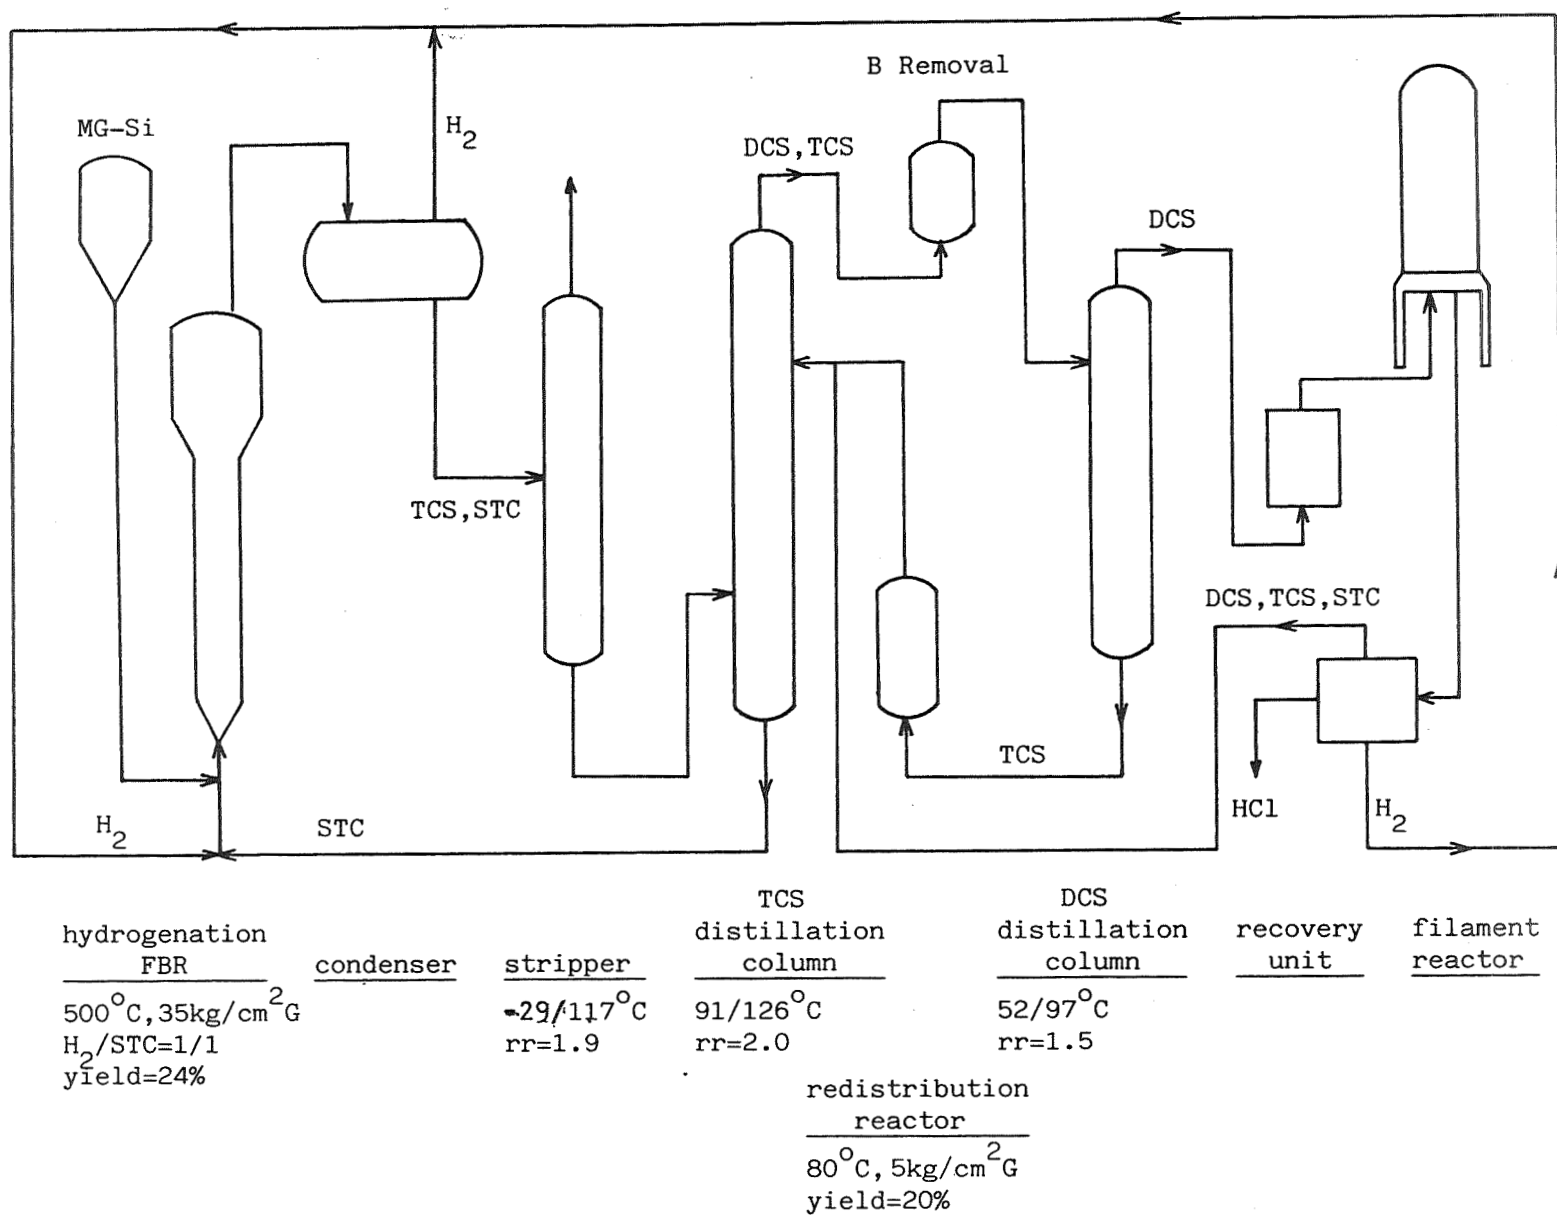 B Removal
MG-Si
H2
DCS,TCS
DCS
TCS,STC
DCS,TCS,STC
TCS
HCl
H2
H2
STC
hydrogenation
FBR
500°C,35kg/cm2G
H2/STC=1/1
yield=24%
condenser
stripper
-29/117°C
rr=1.9
TCS
distillation
column
91/126°C
rr=2.0
DCS
distillation
column
52/97°C
rr=1.5
recovery
unit
filament
reactor
redistribution
reactor
80°C,5kg/cm2G
yield=20%